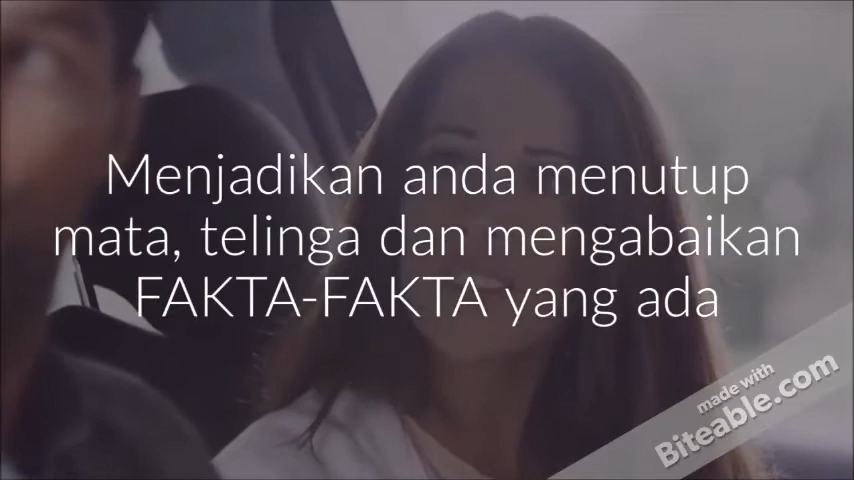 Menjadikan anda menutup
mata, telinga dan mengabaikan
FAKTA-FAKTA yang ada
made with
Biteable.com